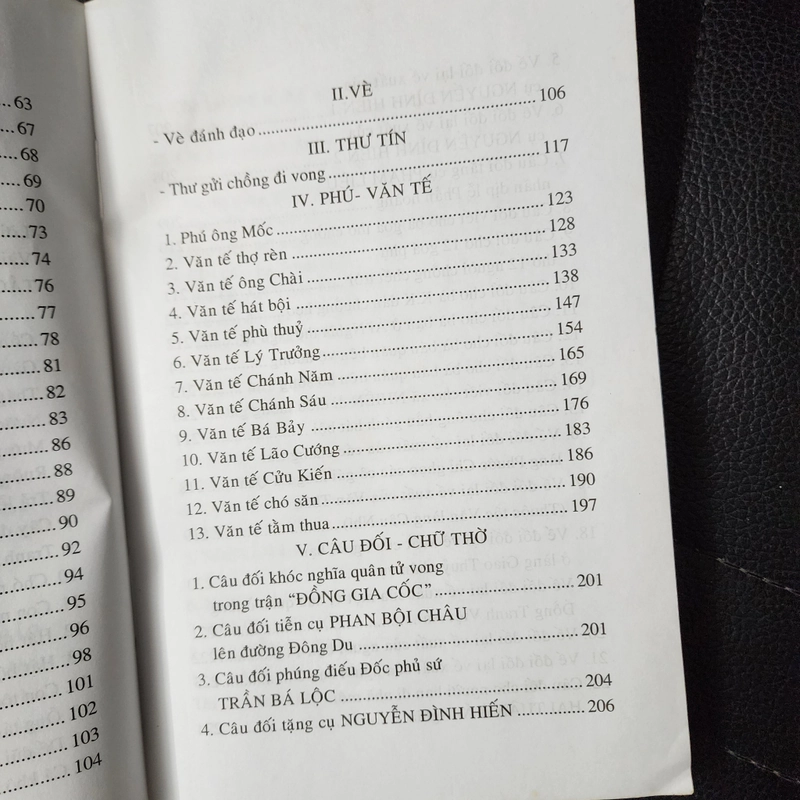 63
67
68
69
70
73
74
76
77
78
81
82
83
86
88
89
90
92
94
95
96
98
101
102
103
104
II.VÈ
- Vè đánh đạo 106
III. THƯ TÍN
- Thư gửi chồng đi vong 117
IV. PHÚ- VĂN TẾ
1. Phú ông Mốc 123
2. Văn tế thợ rèn 128
3. Văn tế ông Chài 133
4. Văn tế hát bội 138
5. Văn tế phù thuỷ 147
6. Văn tế Lý Trưởng 154
7. Văn tế Chánh Năm 165
8. Văn tế Chánh Sáu 169
9. Văn tế Bá Bảy 176
10. Văn tế Lão Cướng 183
11. Văn tế Cửu Kiến 186
12. Văn tế chó săn 190
13. Văn tế tằm thua 197
V. CÂU ĐỐI - CHỮ THỜ
1. Câu đối khóc nghĩa quân tử vong
trong trận “ĐỒNG GIA CỐC” 201
2. Câu đối tiễn cụ PHAN BỘI CHÂU
lên đường Đông Du 201
3. Câu đối phúng điếu Đốc phủ sứ
TRẦN BÁ LỘC 204
4. Câu đối tặng cụ NGUYỄN ĐÌNH HIẾN 206